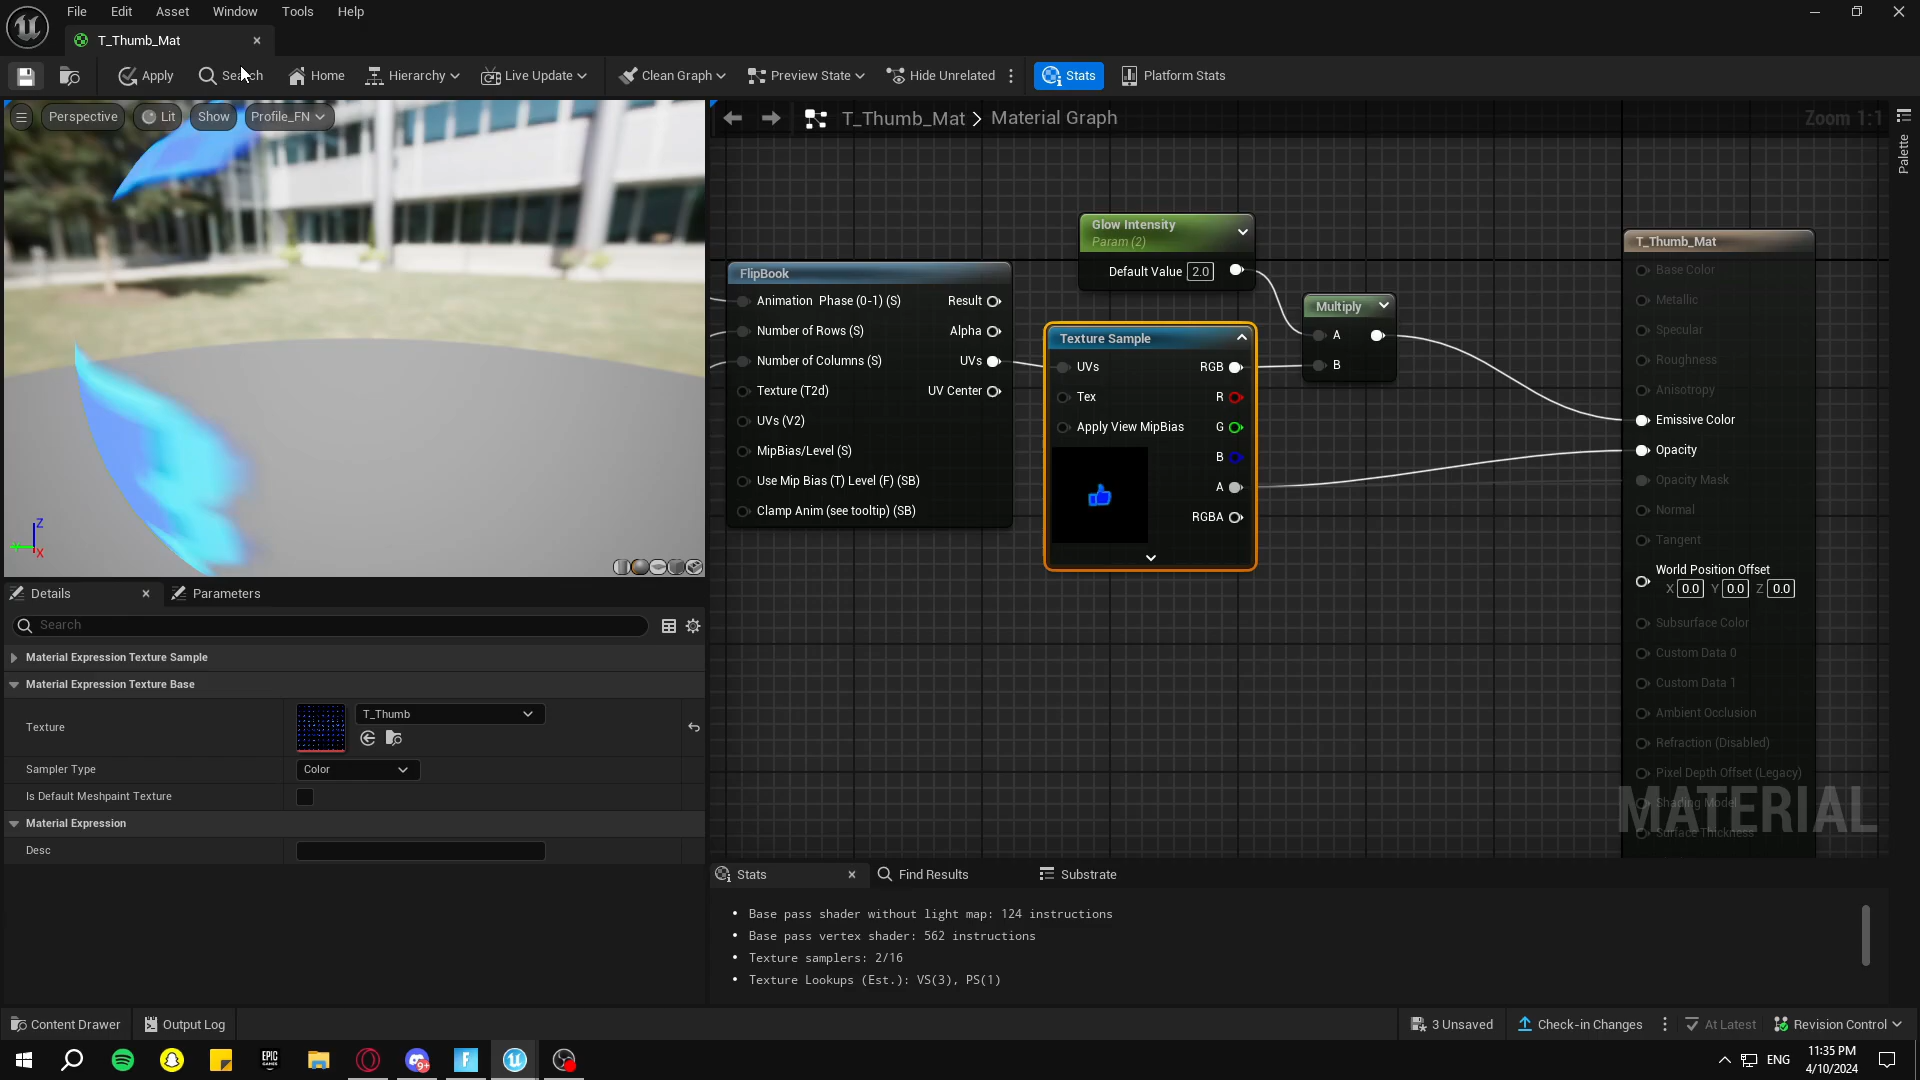 File Edit Asset Window Tools Help
T_Thumb_Mat
Apply Search Home Hierarchy Live Update Clean Graph Preview State Hide Unrelated Stats Platform Stats
Perspective Lit Show Profile_FN
T_Thumb_Mat > Material Graph
Zoom 1:1
Palette
Z
Y
X
Glow Intensity
Param (2)
Default Value 2.0
FlipBook
Animation Phase (0-1) (S) Result
Number of Rows (S) Alpha
Number of Columns (S) UVs
Texture (T2d) UV Center
UVs (V2)
MipBias/Level (S)
Use Mip Bias (T) Level (F) (SB)
Clamp Anim (see tooltip) (SB)
Texture Sample
UVs RGB
Tex R
Apply View MipBias G
B
A
RGBA
Multiply
A
B
T_Thumb_Mat
Base Color
Metallic
Specular
Roughness
Anisotropy
Emissive Color
Opacity
Opacity Mask
Normal
Tangent
World Position Offset
X 0.0 Y 0.0 Z 0.0
Subsurface Color
Custom Data 0
Custom Data 1
Ambient Occlusion
Refraction (Disabled)
Pixel Depth Offset (Legacy)
Shading Model
Surface Thickness
MATERIAL
Details Parameters
Search
Material Expression Texture Sample
Material Expression Texture Base
Texture T_Thumb
Sampler Type Color
Is Default Meshpaint Texture
Material Expression
Desc
Stats Find Results Substrate
• Base pass shader without light map: 124 instructions
• Base pass vertex shader: 562 instructions
• Texture samplers: 2/16
• Texture Lookups (Est.): VS(3), PS(1)
Content Drawer Output Log 3 Unsaved Check-in Changes At Latest Revision Control
EPIC GAMES
9+
F
ENG
11:35 PM
4/10/2024